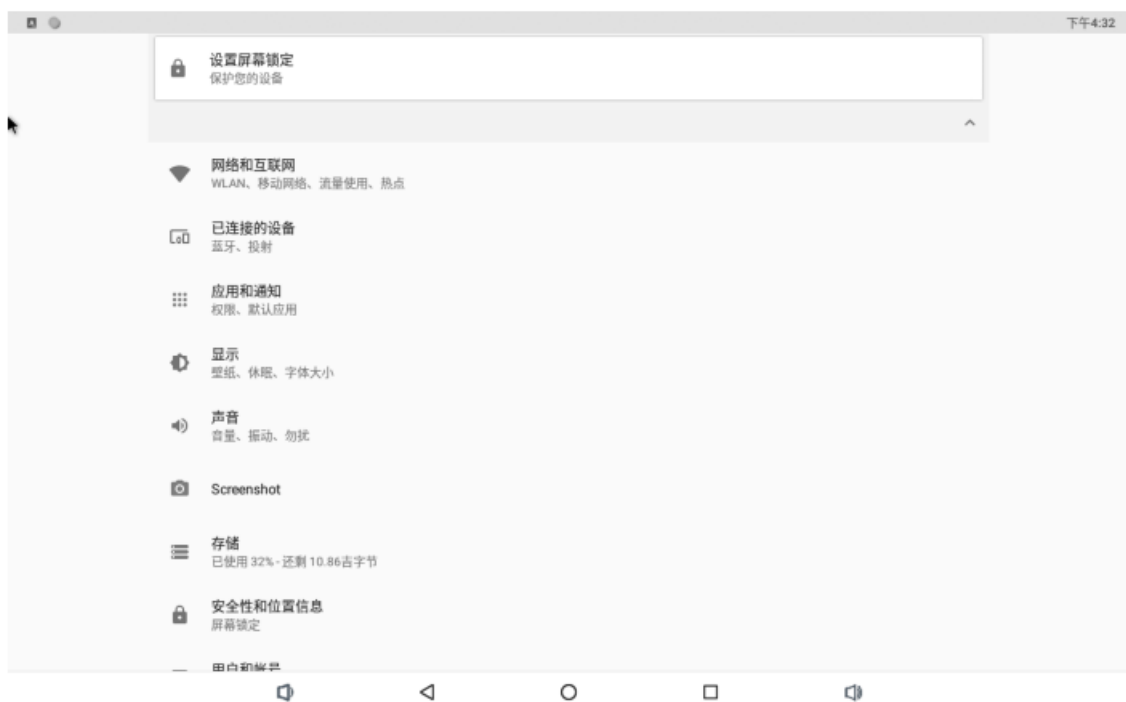 下午4:32
设置屏幕锁定
保护您的设备
网络和互联网
WLAN、移动网络、流量使用、热点
已连接的设备
蓝牙、投射
应用和通知
权限、默认应用
显示
壁纸、休眠、字体大小
声音
音量、振动、勿扰
Screenshot
存储
已使用 32% - 还剩 10.86吉字节
安全性和位置信息
屏幕锁定
用户和帐号